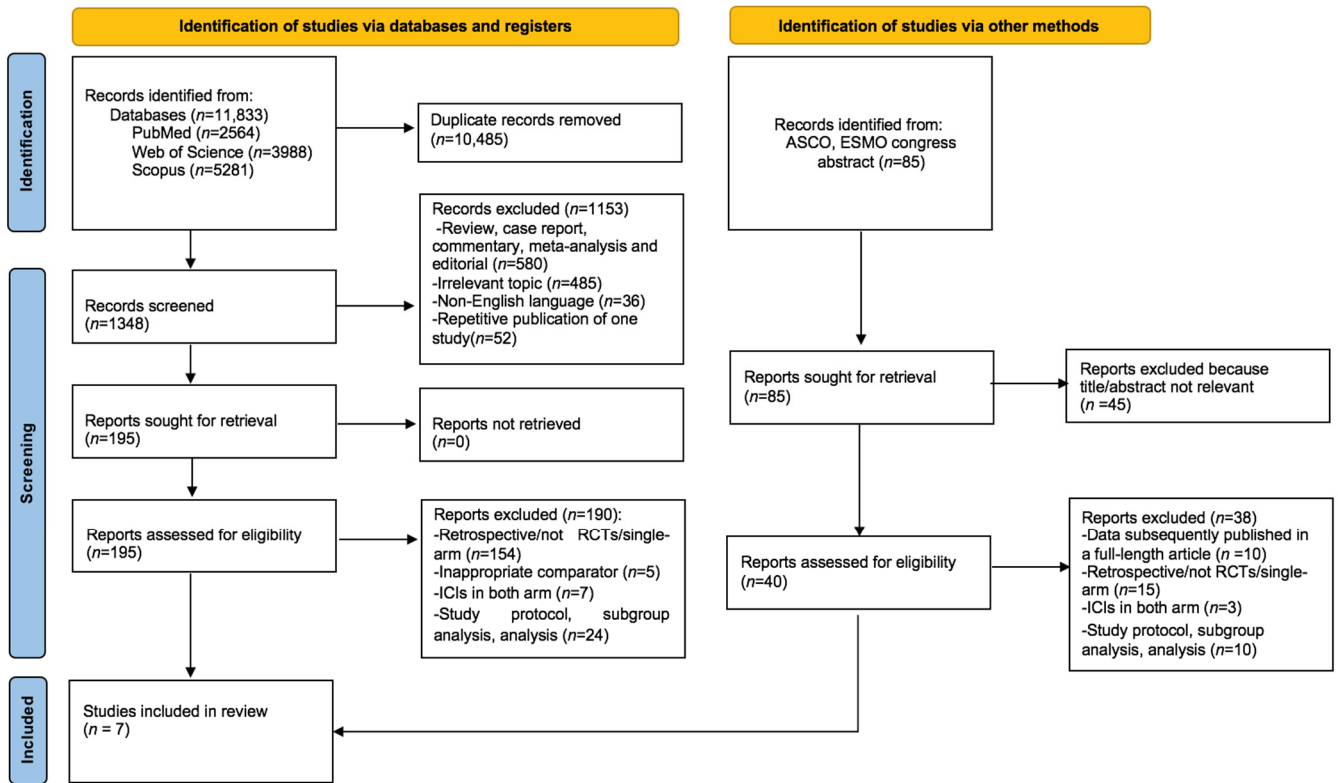 Identification of studies via databases and registers
Identification of studies via other methods
Identification
Records identified from:
Databases (n=11,833)
PubMed (n=2564)
Web of Science (n=3988)
Scopus (n=5281)
Duplicate records removed
(n=10,485)
Records identified from:
ASCO, ESMO congress
abstract (n=85)
Screening
Records screened
(n=1348)
Records excluded (n=1153)
-Review, case report,
commentary, meta-analysis and
editorial (n=580)
-Irrelevant topic (n=485)
-Non-English language (n=36)
-Repetitive publication of one
study(n=52)
Reports sought for retrieval
(n=195)
Reports not retrieved
(n=0)
Reports sought for retrieval
(n=85)
Reports excluded because
title/abstract not relevant
(n =45)
Reports assessed for eligibility
(n=195)
Reports excluded (n=190):
-Retrospective/not RCTs/single-
arm (n=154)
-Inappropriate comparator (n=5)
-ICIs in both arm (n=7)
-Study protocol, subgroup
analysis, analysis (n=24)
Reports assessed for eligibility
(n=40)
Reports excluded (n=38)
-Data subsequently published in
a full-length article (n =10)
-Retrospective/not RCTs/single-
arm (n=15)
-ICIs in both arm (n=3)
-Study protocol, subgroup
analysis, analysis (n=10)
Included
Studies included in review
(n = 7)